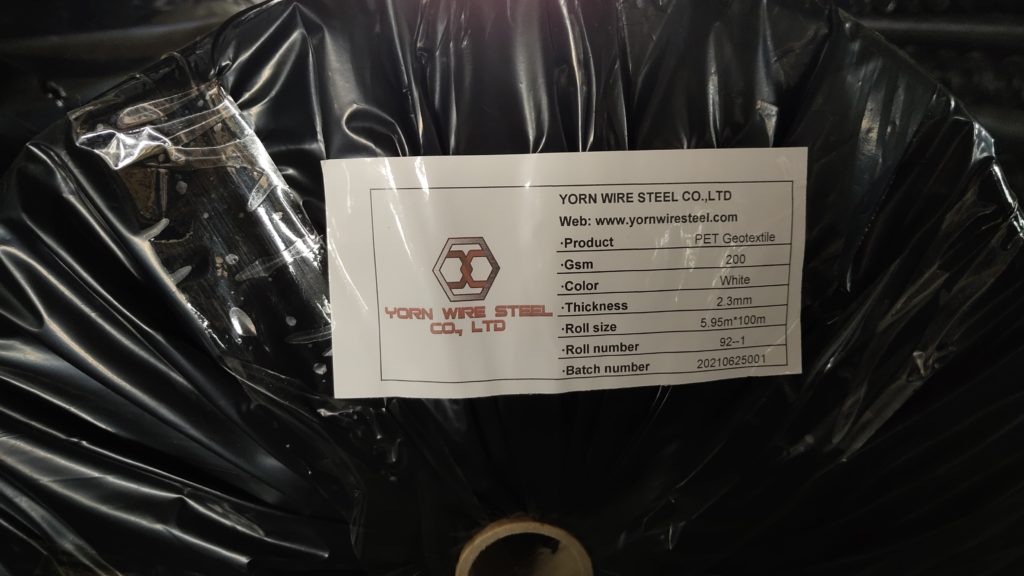 YORN WIRE STEEL
CO., LTD
YORN WIRE STEEL CO.,LTD
Web: www.yornwiresteel.com
·Product PET Geotextile
·Gsm 200
·Color White
·Thickness 2.3mm
·Roll size 5.95m*100m
·Roll number 92--1
·Batch number 20210625001